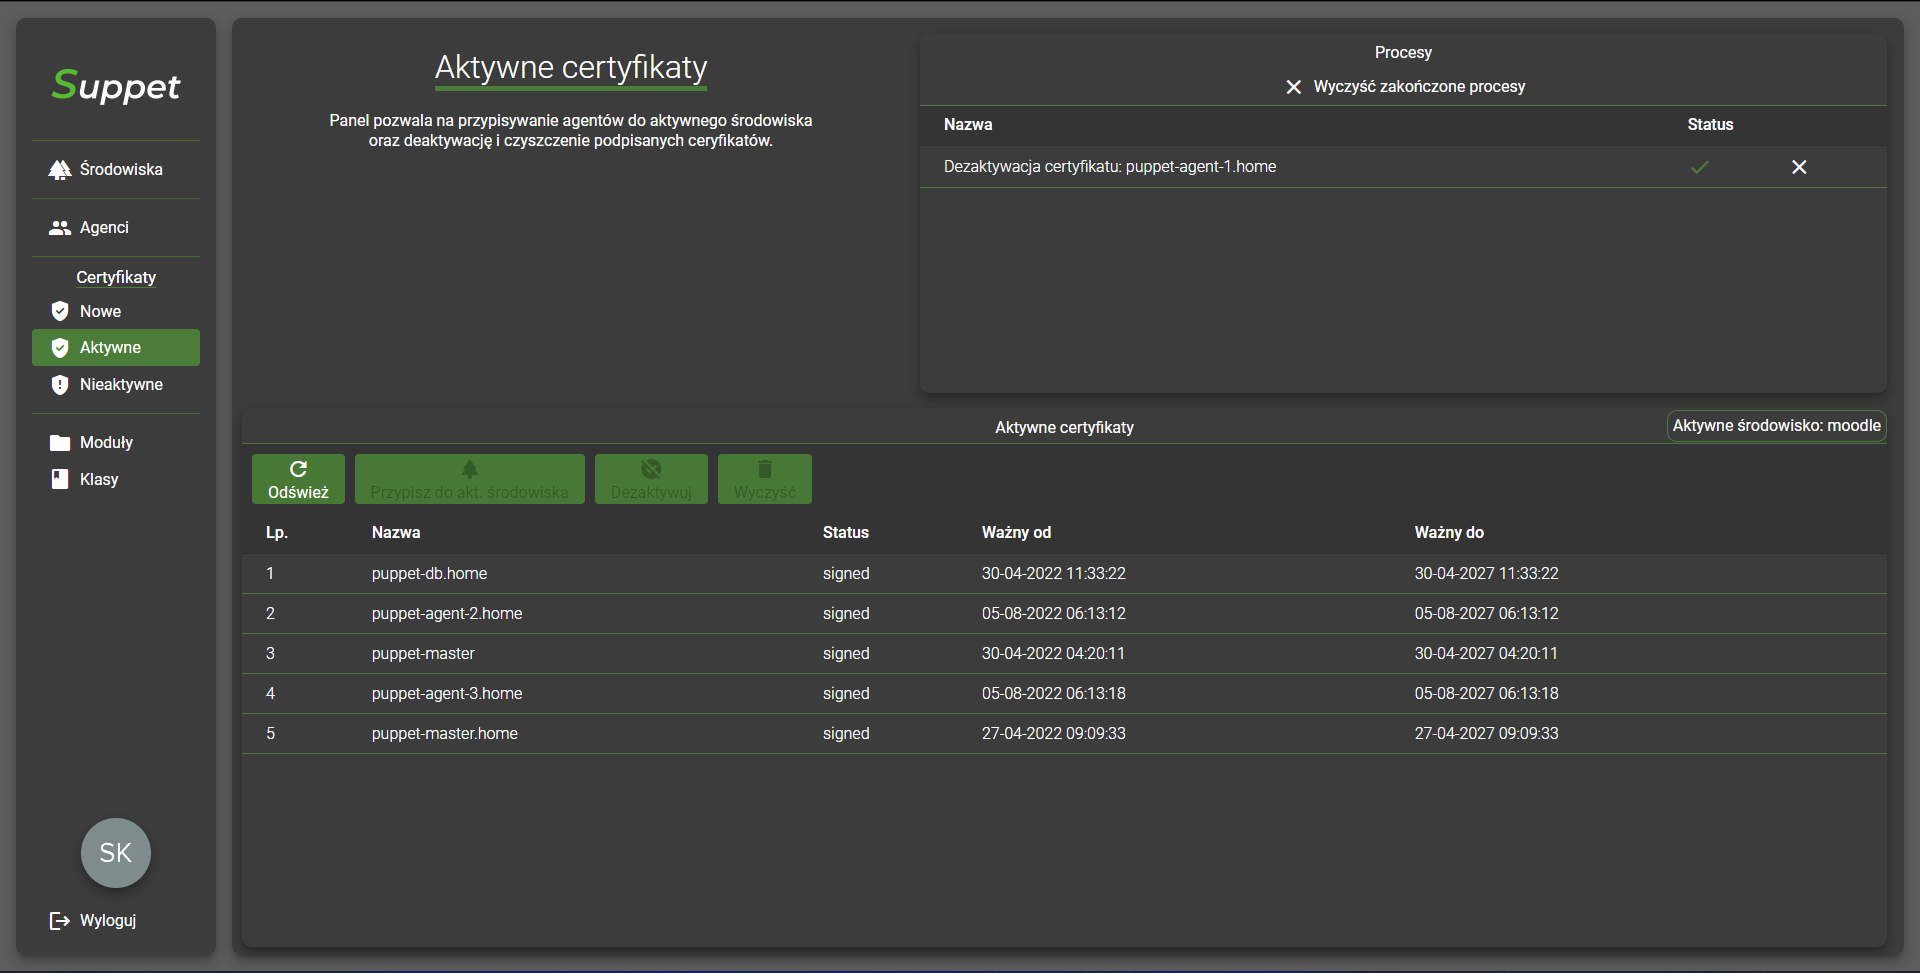 Suppet
Środowiska
Agenci
Certyfikaty
Nowe
Aktywne
Nieaktywne
Moduły
Klasy
SK
Wyloguj
Aktywne certyfikaty
Panel pozwala na przypisywanie agentów do aktywnego środowiska
oraz deaktywację i czyszczenie podpisanych ceryfikatów.
Procesy
Wyczyść zakończone procesy
Nazwa Status
Dezaktywacja certyfikatu: puppet-agent-1.home
Aktywne certyfikaty
Aktywne środowisko: moodle
Odśwież Przypisz do akt. środowiska Dezaktywuj Wyczyść
Lp. Nazwa Status Ważny od Ważny do
1 puppet-db.home signed 30-04-2022 11:33:22 30-04-2027 11:33:22
2 puppet-agent-2.home signed 05-08-2022 06:13:12 05-08-2027 06:13:12
3 puppet-master signed 30-04-2022 04:20:11 30-04-2027 04:20:11
4 puppet-agent-3.home signed 05-08-2022 06:13:18 05-08-2027 06:13:18
5 puppet-master.home signed 27-04-2022 09:09:33 27-04-2027 09:09:33